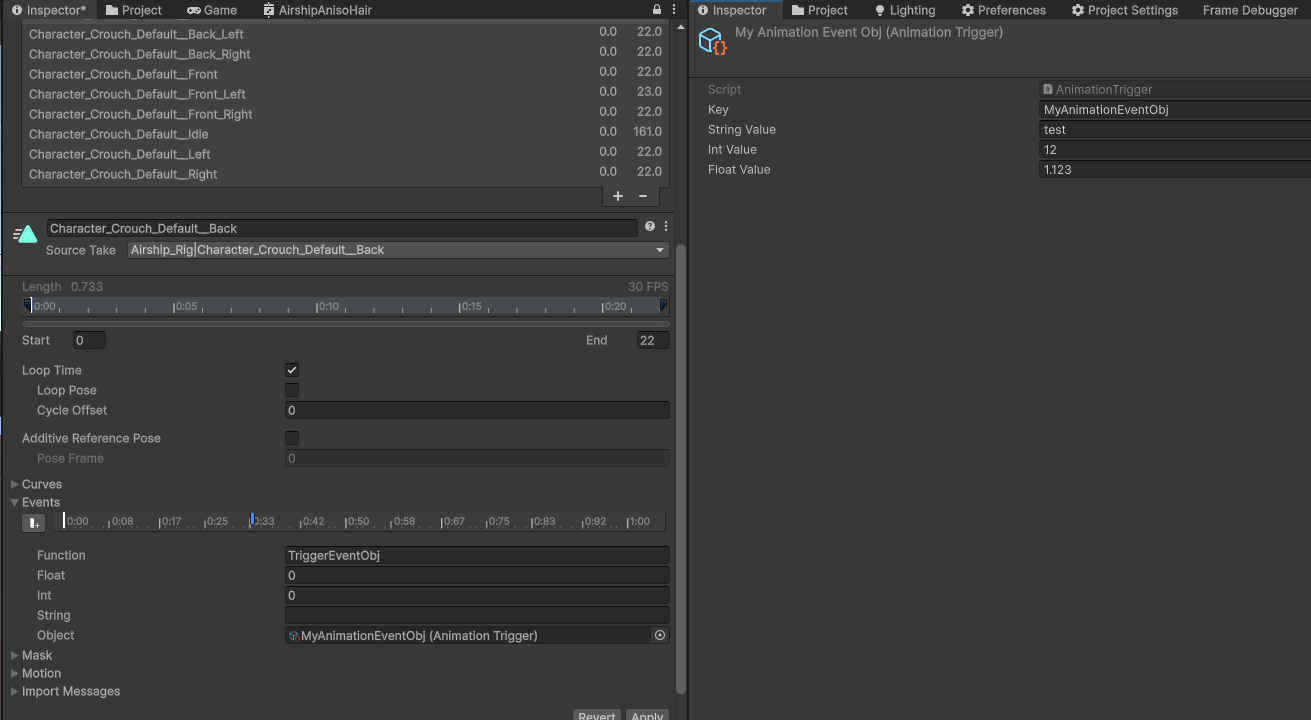 Inspector*
Project
Game
AirshipAnisoHair
Character_Crouch_Default__Back_Left 0.0 22.0
Character_Crouch_Default__Back_Right 0.0 22.0
Character_Crouch_Default__Front 0.0 22.0
Character_Crouch_Default__Front_Left 0.0 23.0
Character_Crouch_Default__Front_Right 0.0 22.0
Character_Crouch_Default__Idle 0.0 161.0
Character_Crouch_Default__Left 0.0 22.0
Character_Crouch_Default__Right 0.0 22.0
+ −
Character_Crouch_Default__Back
Source Take Airship_Rig|Character_Crouch_Default__Back
Length 0.733 30 FPS
0:00 0:05 0:10 0:15 0:20
Start 0 End 22
Loop Time
Loop Pose
Cycle Offset 0
Additive Reference Pose
Pose Frame 0
Curves
Events
0:00 0:08 0:17 0:25 0:33 0:42 0:50 0:58 0:67 0:75 0:83 0:92 1:00
Function TriggerEventObj
Float 0
Int 0
String
Object MyAnimationEventObj (Animation Trigger)
Mask
Motion
Import Messages
Revert Apply
Inspector
Project
Lighting
Preferences
Project Settings
Frame Debugger
My Animation Event Obj (Animation Trigger)
Script AnimationTrigger
Key MyAnimationEventObj
String Value test
Int Value 12
Float Value 1.123